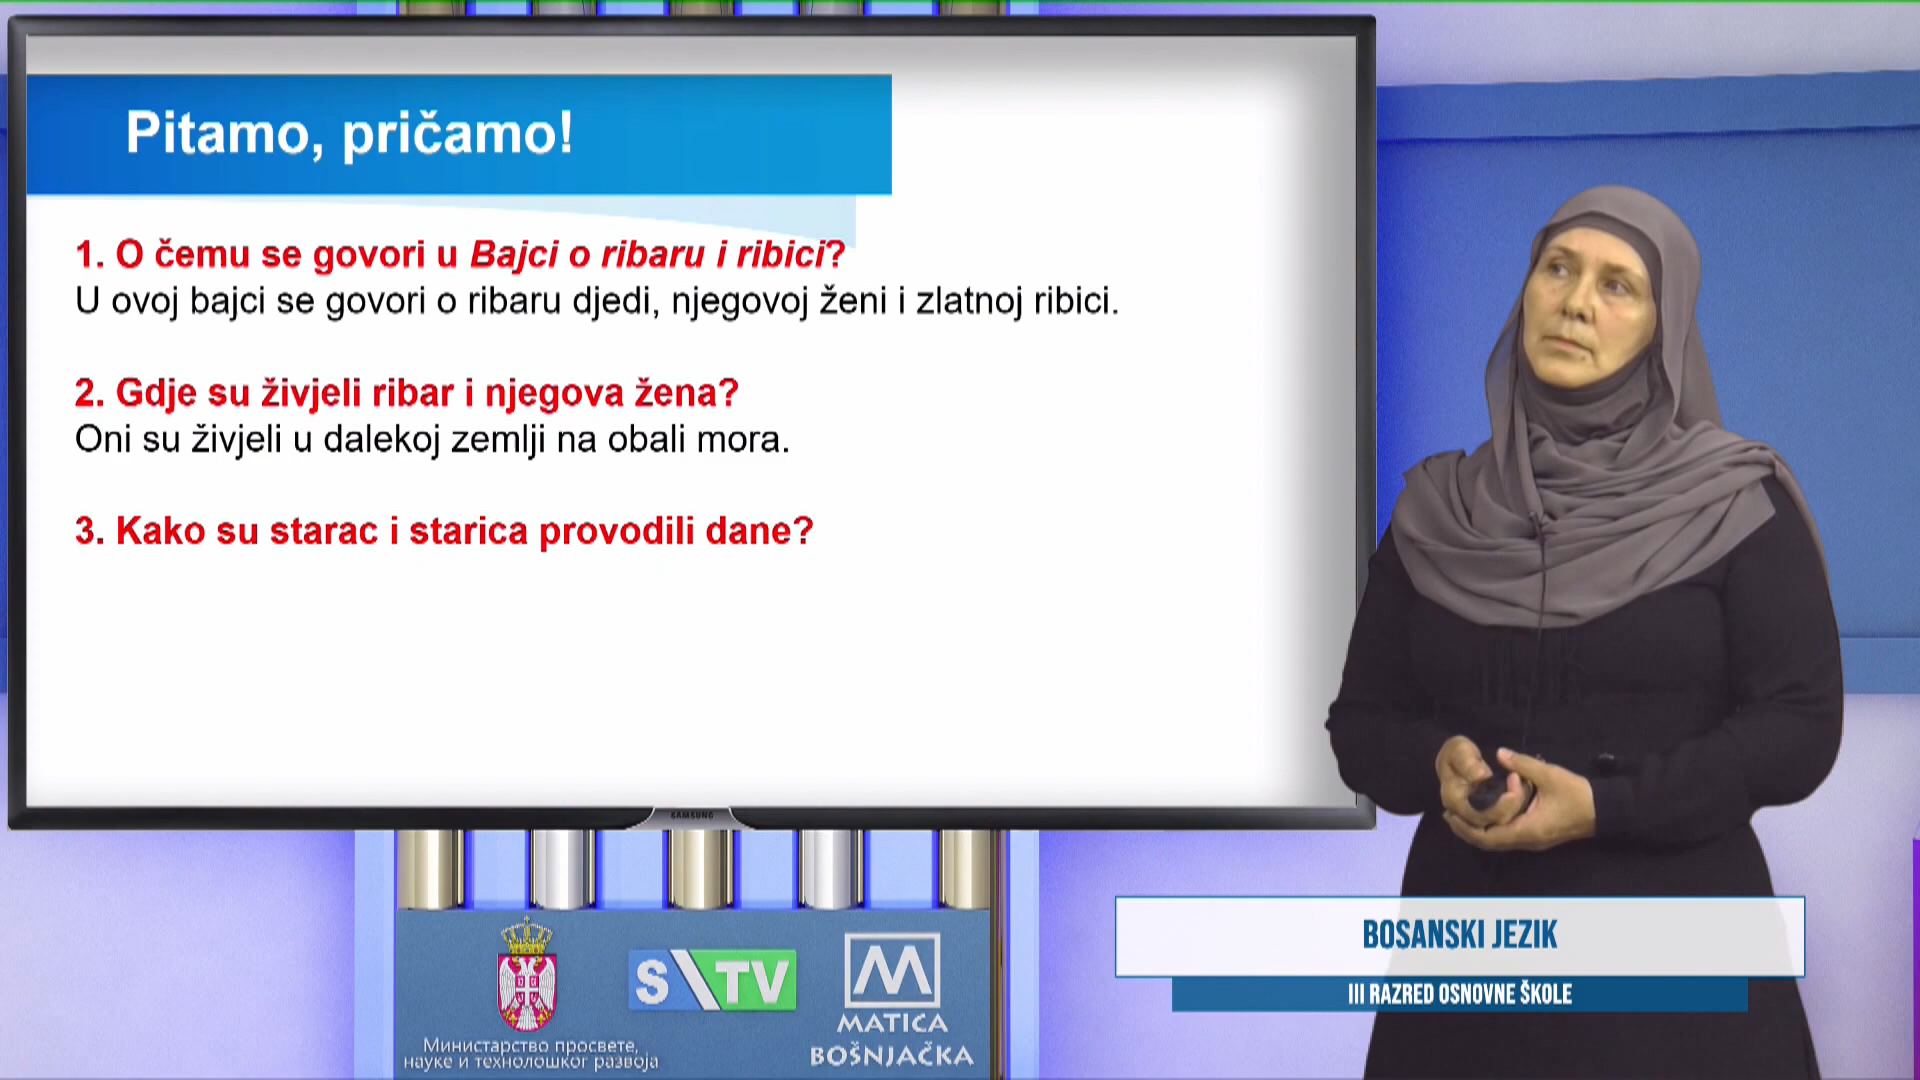 Pitamo, pričamo!
1. O čemu se govori u Bajci o ribaru i ribici?
U ovoj bajci se govori o ribaru djedi, njegovoj ženi i zlatnoj ribici.
2. Gdje su živjeli ribar i njegova žena?
Oni su živjeli u dalekoj zemlji na obali mora.
3. Kako su starac i starica provodili dane?
SAMSUNG
BOSANSKI JEZIK
III RAZRED OSNOVNE ŠKOLE
Министарство просвете,
науке и технолошког развоја
S TV
M
MATICA
BOŠNJAČKA